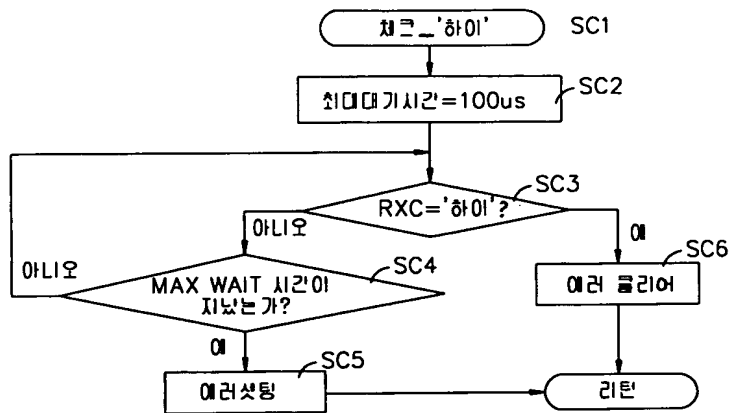 체크_'하이' SC1
최대대기시간=100us SC2
RXC='하이'? SC3
아니오
예
아니오
MAX WAIT 시간이
지났는가? SC4
에러 클리어 SC6
예
에러셋팅 SC5
리턴